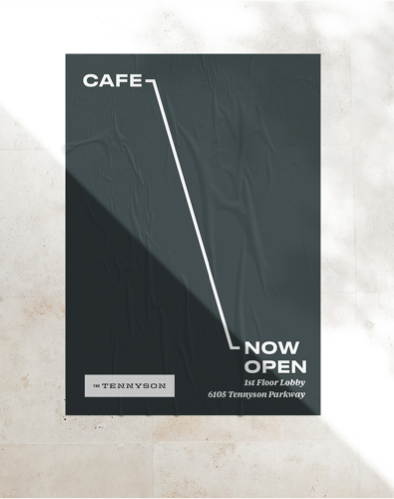 CAFE
NOW
OPEN
1st Floor Lobby
6105 Tennyson Parkway
THE TENNYSON